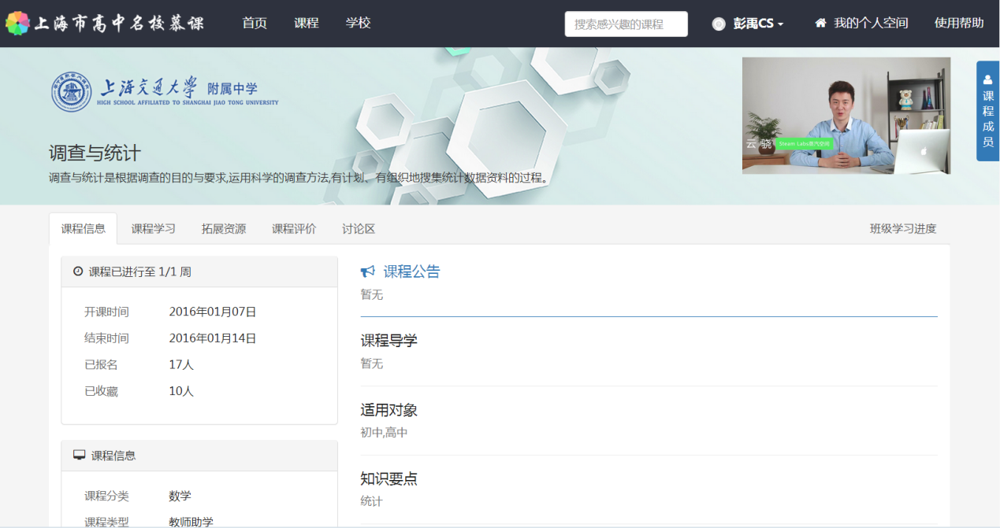 上海市高中名校慕课 首页 课程 学校 搜索感兴趣的课程 彭禹CS 我的个人空间 使用帮助
上海交通大学 附属中学
HIGH SCHOOL AFFILIATED TO SHANGHAI JIAO TONG UNIVERSITY
云 骁 Steam Labs蒸汽空间
课程成员
调查与统计
调查与统计是根据调查的目的与要求,运用科学的调查方法,有计划、有组织地搜集统计数据资料的过程。
课程信息 课程学习 拓展资源 课程评价 讨论区 班级学习进度
课程已进行至 1/1 周
开课时间 2016年01月07日
结束时间 2016年01月14日
已报名 17人
已收藏 10人
课程信息
课程分类 数学
课程类型 教师助学
课程公告
暂无
课程导学
暂无
适用对象
初中,高中
知识要点
统计